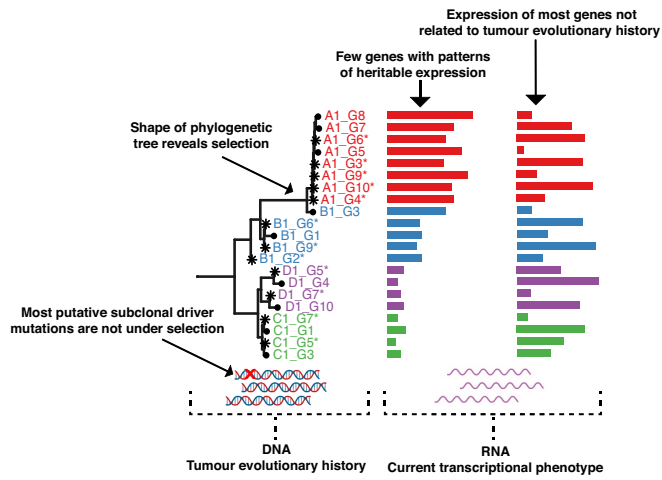 Expression of most genes not
related to tumour evolutionary history
Few genes with patterns
of heritable expression
Shape of phylogenetic
tree reveals selection
A1_G8
A1_G7
A1_G6*
A1_G5
A1_G3*
A1_G9*
A1_G10*
A1_G4*
B1_G3
B1_G6*
B1_G1
B1_G9*
B1_G2*
D1_G5*
D1_G4
D1_G7*
D1_G10
C1_G7*
C1_G1
C1_G5*
C1_G3
Most putative subclonal driver
mutations are not under selection
DNA
Tumour evolutionary history
RNA
Current transcriptional phenotype